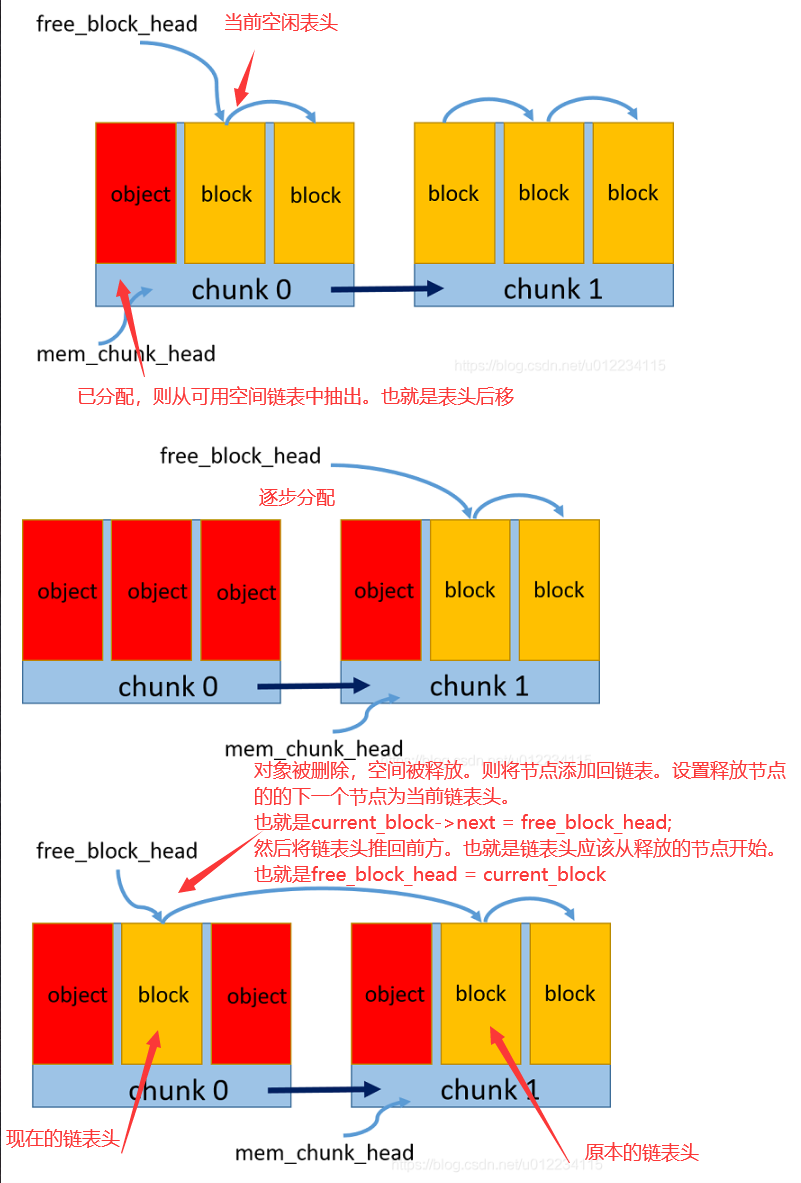 free_block_head
当前空闲表头
object
block
block
block
block
block
chunk 0
chunk 1
mem_chunk_head
https://blog.csdn.net/u012234115
已分配，则从可用空间链表中抽出。也就是表头后移
free_block_head
逐步分配
object
object
object
object
block
block
chunk 0
chunk 1
mem_chunk_head
对象被删除，空间被释放。则将节点添加回链表。设置释放节点
的的下一个节点为当前链表头。
也就是current_block->next = free_block_head;
然后将链表头推回前方。也就是链表头应该从释放的节点开始。
也就是free_block_head = current_block
free_block_head
object
block
object
object
block
block
chunk 0
chunk 1
现在的链表头
mem_chunk_head
原本的链表头
https://blog.csdn.net/u012234115